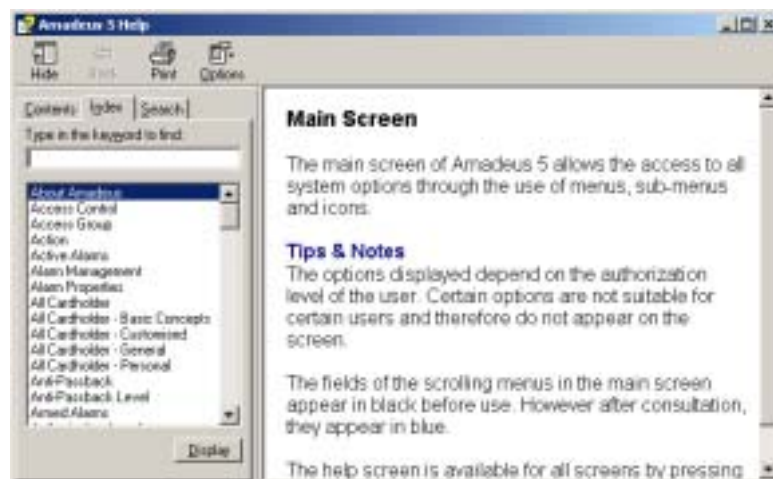 Amadeus 5 Help
Hide
Print
Options
Contents
Index
Search
Type in the keyword to find:
About Amadeus
Access Control
Access Group
Action
Active Alarms
Alarm Management
Alarm Properties
All Cardholder
All Cardholder - Basic Concepts
All Cardholder - Customised
All Cardholder - General
All Cardholder - Personal
Anti-Passback
Anti-Passback Level
Armed Alarms
Display
Main Screen
The main screen of Amadeus 5 allows the access to all
system options through the use of menus, sub-menus
and icons.
Tips & Notes
The options displayed depend on the authorization
level of the user. Certain options are not suitable for
certain users and therefore do not appear on the
screen.
The fields of the scrolling menus in the main screen
appear in black before use. However after consultation,
they appear in blue.
The help screen is available for all screens by pressing